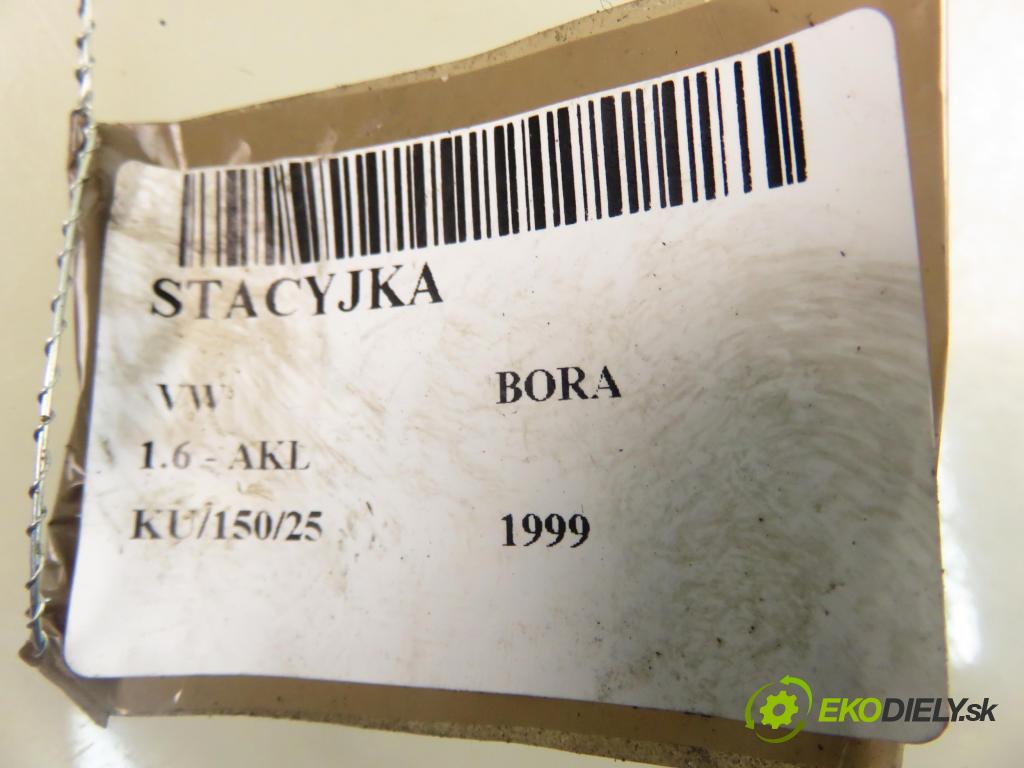 STACYJKA
VW BORA
1.6 - AKL
KU/150/25 1999
EKODIELY.sk